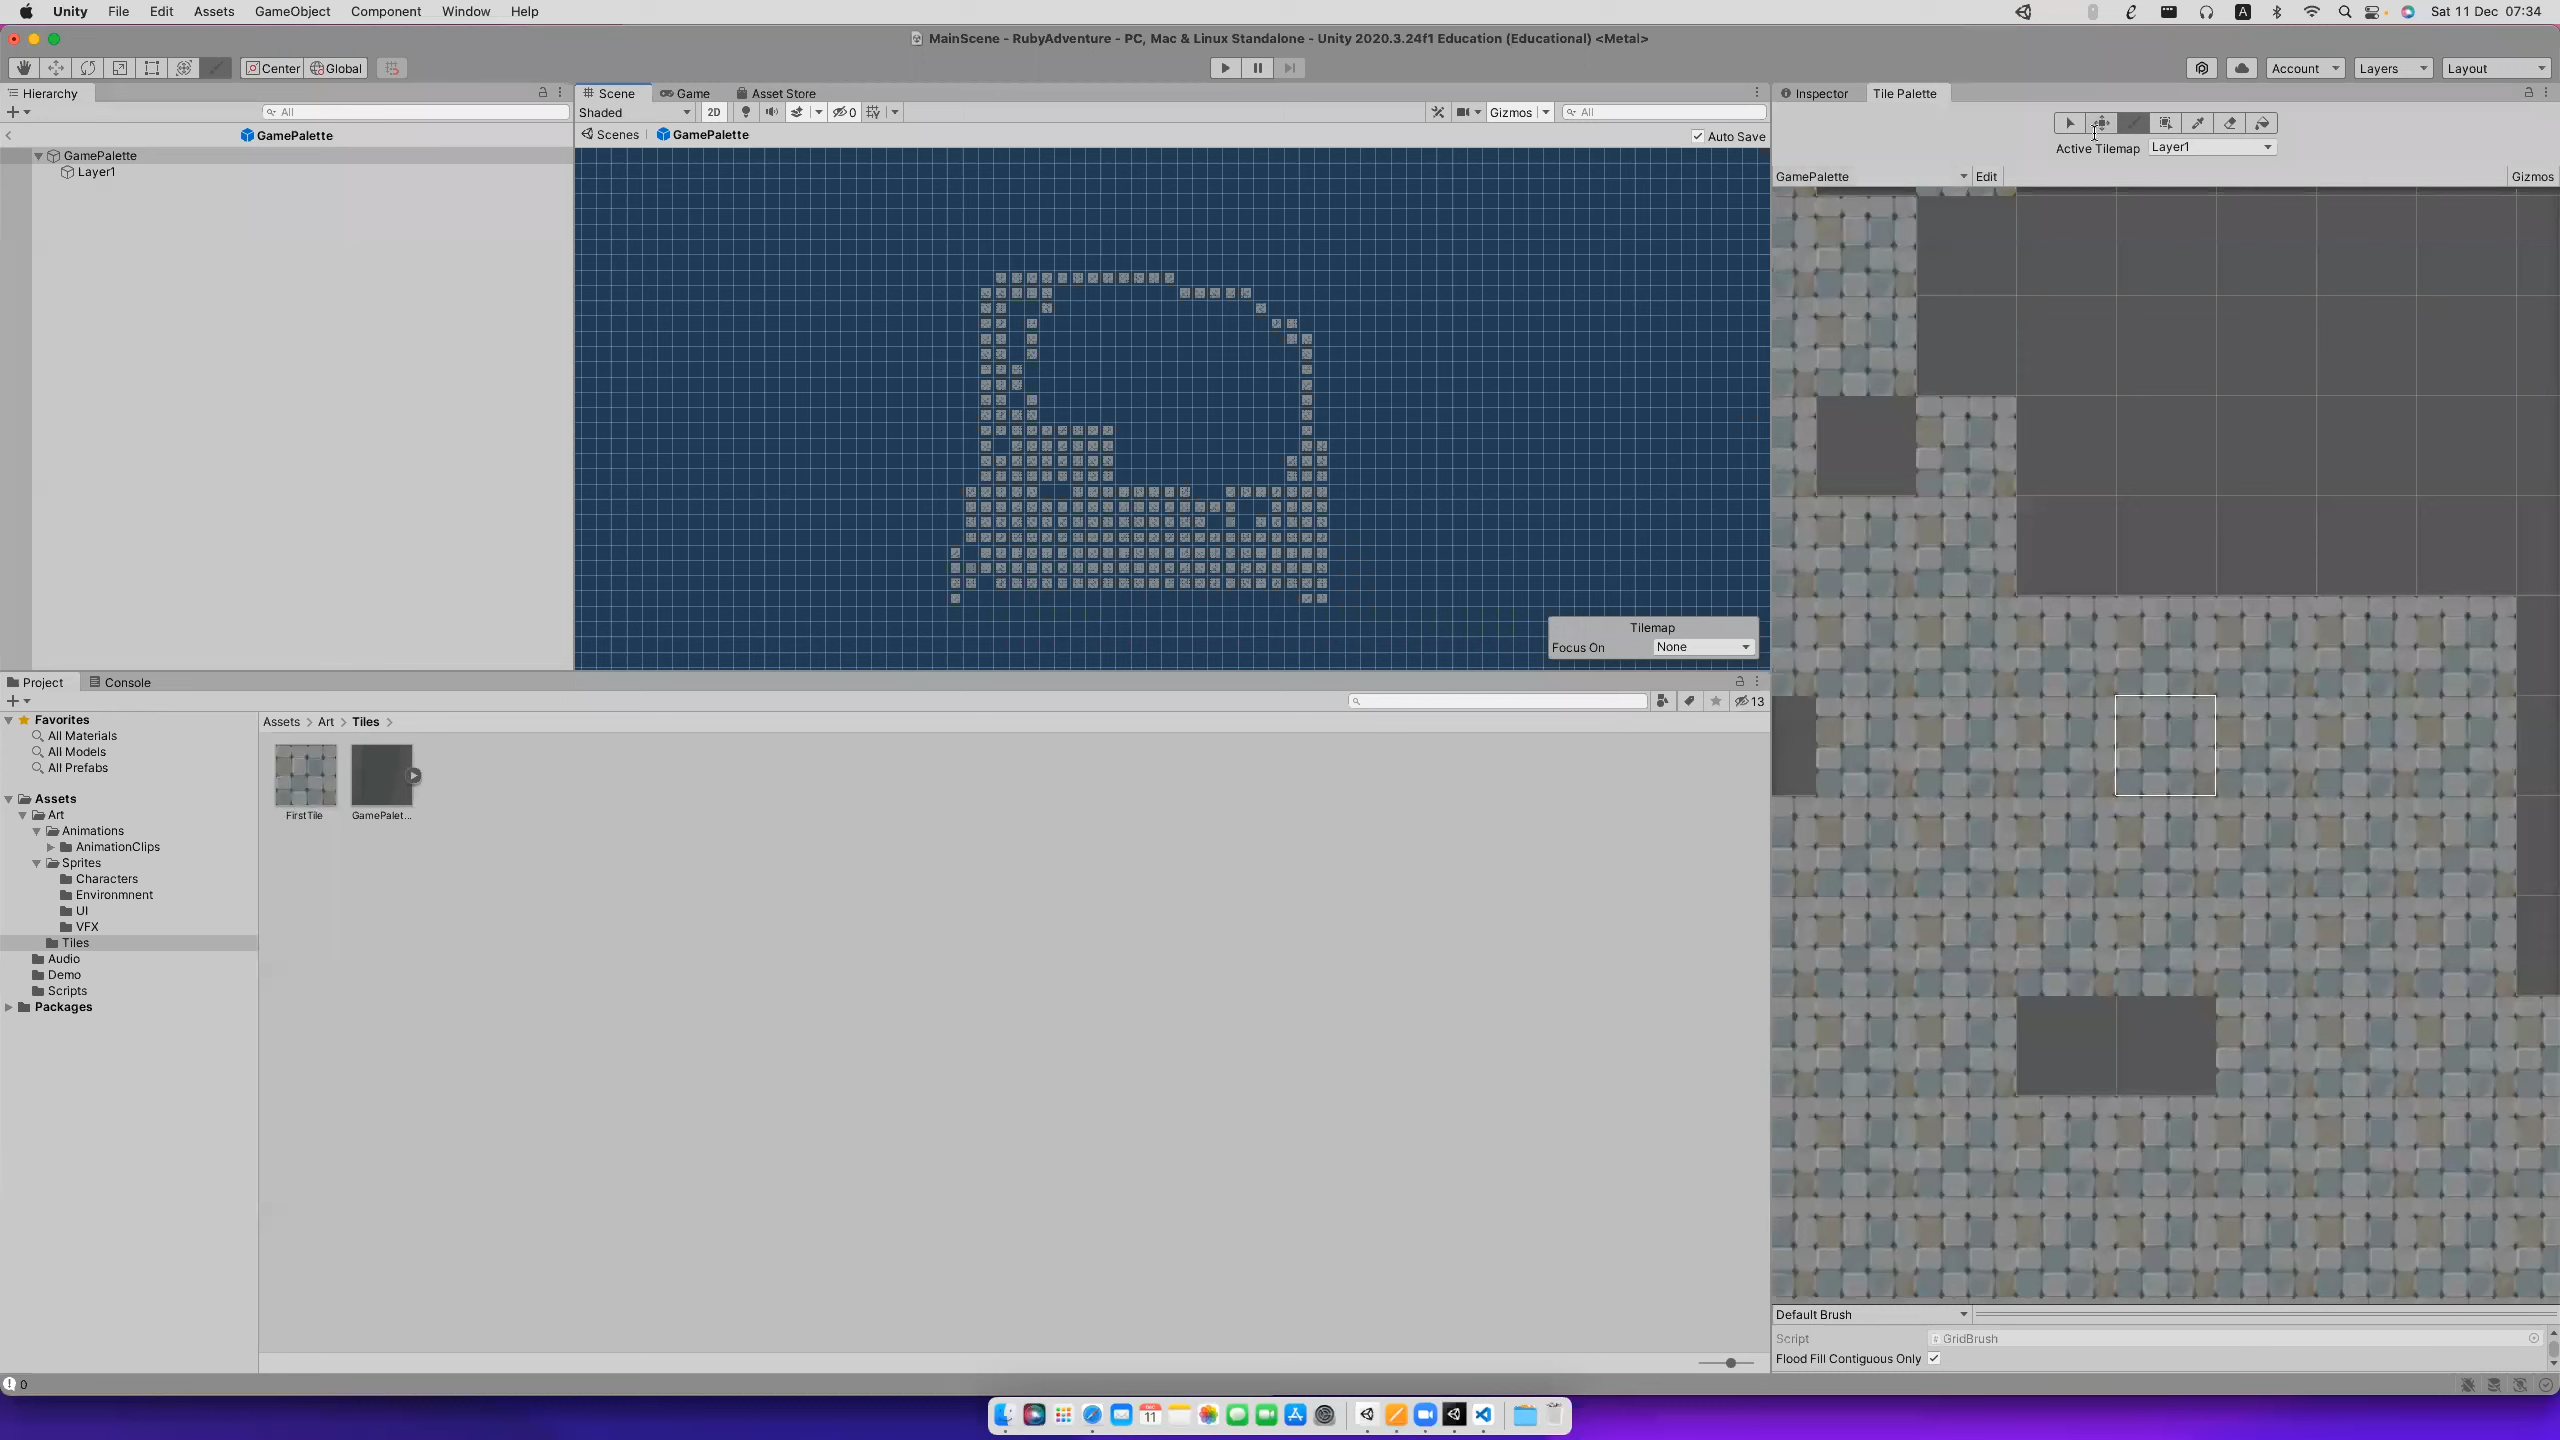 Unity File Edit Assets GameObject Component Window Help
A Sat 11 Dec 07:34
MainScene - RubyAdventure - PC, Mac & Linux Standalone - Unity 2020.3.24f1 Education (Educational) <Metal>
Center Global
Account Layers Layout
Hierarchy
All
GamePalette
GamePalette
Layer1
Scene Game Asset Store
Shaded 2D 0 Gizmos All
Scenes GamePalette Auto Save
Tilemap
Focus On None
Inspector Tile Palette
Active Tilemap Layer1
GamePalette Edit Gizmos
Project Console
13
Favorites
All Materials
All Models
All Prefabs
Assets
Art
Animations
AnimationClips
Sprites
Characters
Environmnent
UI
VFX
Tiles
Audio
Demo
Scripts
Packages
Assets > Art > Tiles >
FirstTile GamePalet...
Default Brush
Script GridBrush
Flood Fill Contiguous Only
0
DEC
11